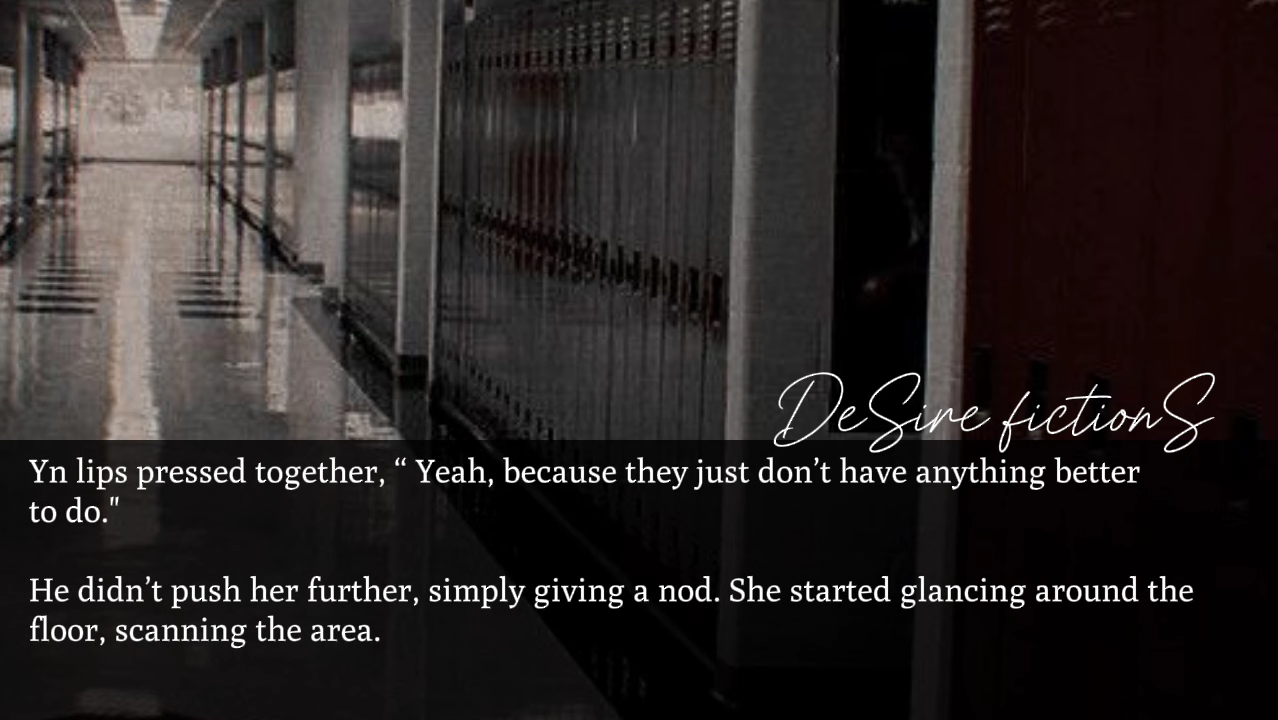 DeSire fictionS
Yn lips pressed together, “ Yeah, because they just don’t have anything better
to do."
He didn’t push her further, simply giving a nod. She started glancing around the
floor, scanning the area.